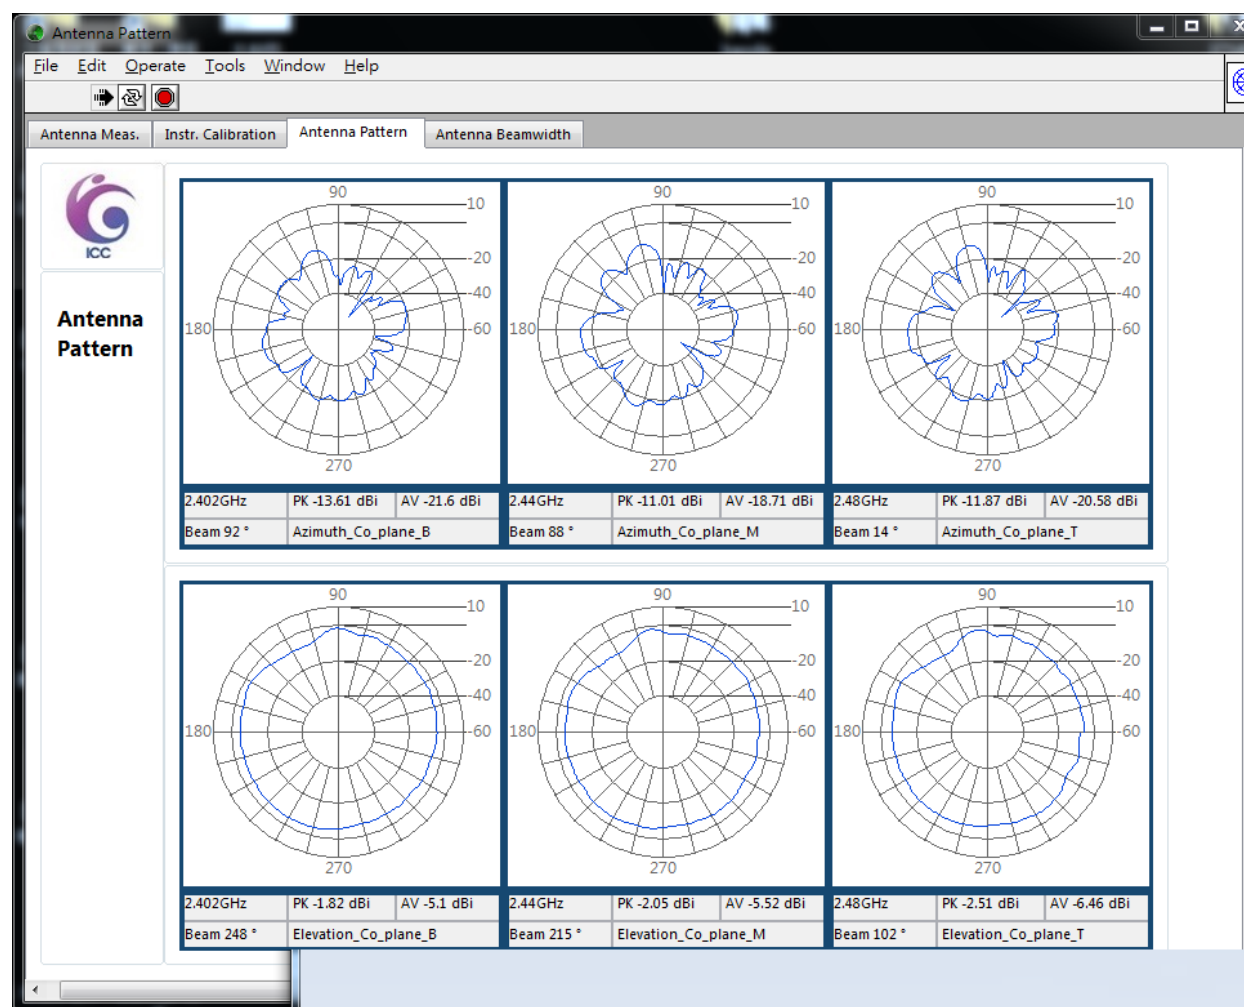 Antenna Pattern
File Edit Operate Tools Window Help
Antenna Meas. Instr. Calibration Antenna Pattern Antenna Beamwidth
ICC
Antenna
Pattern
90 10 -20 -40 -60 180 270
90 10 -20 -40 -60 180 270
90 10 -20 -40 -60 180 270
2.402GHz PK -13.61 dBi AV -21.6 dBi 2.44GHz PK -11.01 dBi AV -18.71 dBi 2.48GHz PK -11.87 dBi AV -20.58 dBi
Beam 92 ° Azimuth_Co_plane_B Beam 88 ° Azimuth_Co_plane_M Beam 14 ° Azimuth_Co_plane_T
90 10 -20 -40 -60 180 270
90 10 -20 -40 -60 180 270
90 10 -20 -40 -60 180 270
2.402GHz PK -1.82 dBi AV -5.1 dBi 2.44GHz PK -2.05 dBi AV -5.52 dBi 2.48GHz PK -2.51 dBi AV -6.46 dBi
Beam 248 ° Elevation_Co_plane_B Beam 215 ° Elevation_Co_plane_M Beam 102 ° Elevation_Co_plane_T